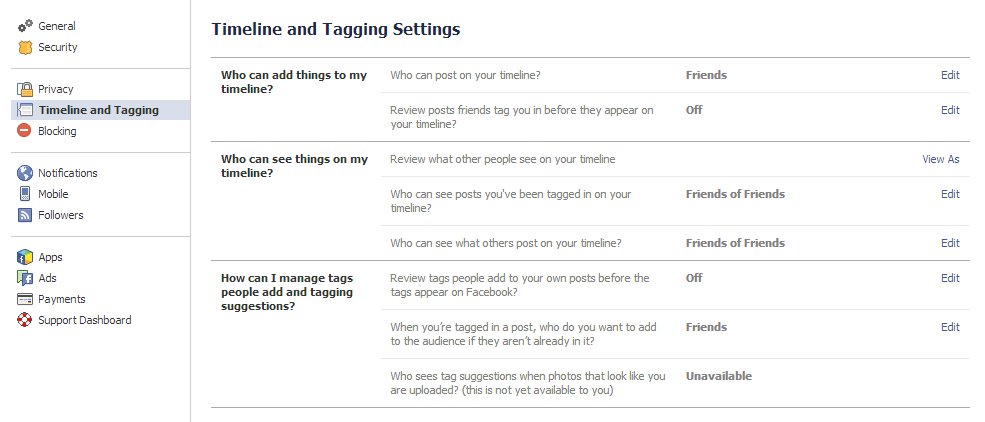 General
Security
Privacy
Timeline and Tagging
Blocking
Notifications
Mobile
Followers
Apps
Ads
Payments
Support Dashboard
Timeline and Tagging Settings
Who can add things to my
timeline?
Who can post on your timeline?
Friends
Edit
Review posts friends tag you in before they appear on
your timeline?
Off
Edit
Who can see things on my
timeline?
Review what other people see on your timeline
View As
Who can see posts you've been tagged in on your
timeline?
Friends of Friends
Edit
Who can see what others post on your timeline?
Friends of Friends
Edit
How can I manage tags
people add and tagging
suggestions?
Review tags people add to your own posts before the
tags appear on Facebook?
Off
Edit
When you’re tagged in a post, who do you want to add
to the audience if they aren’t already in it?
Friends
Edit
Who sees tag suggestions when photos that look like you
are uploaded? (this is not yet available to you)
Unavailable